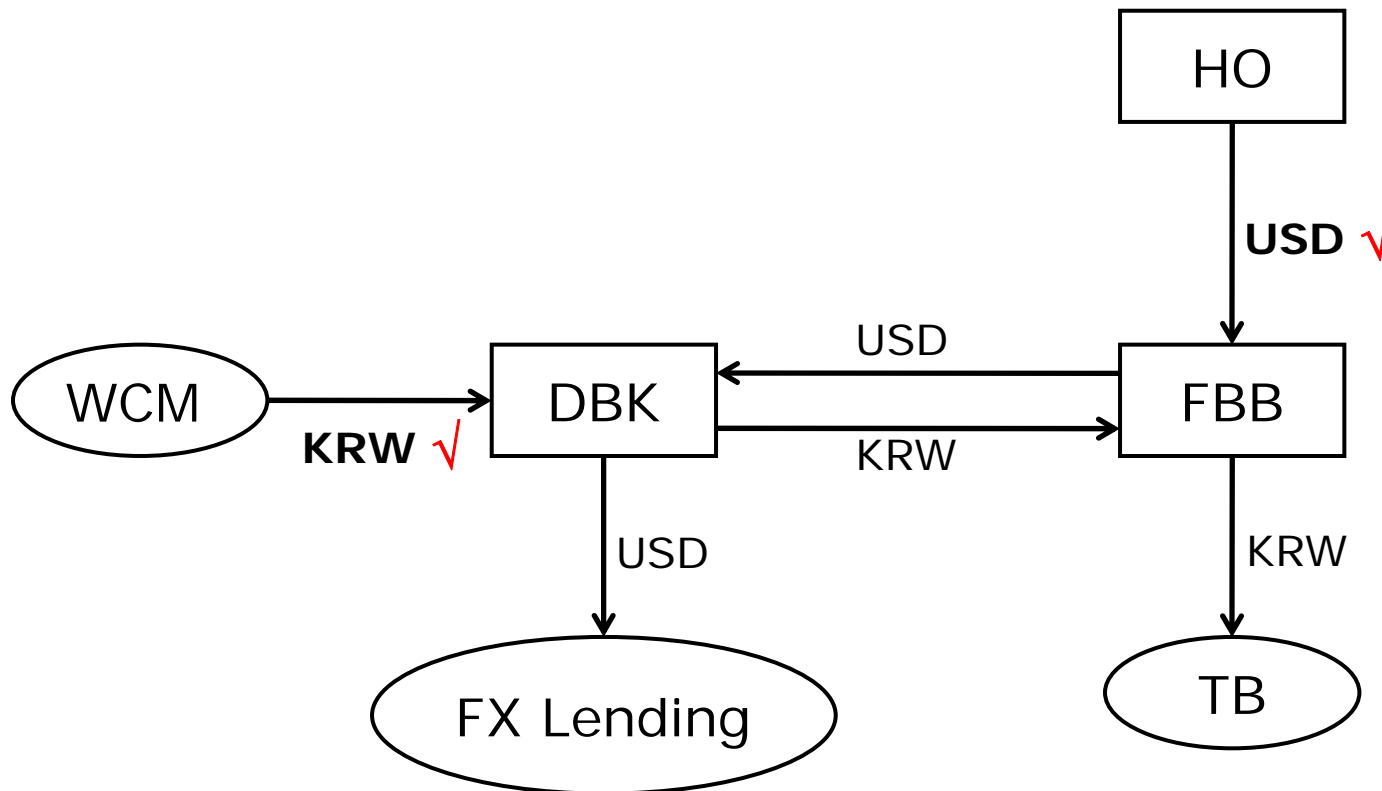 HO
USD √
USD
WCM
DBK
FBB
KRW √
KRW
USD
KRW
FX Lending
TB